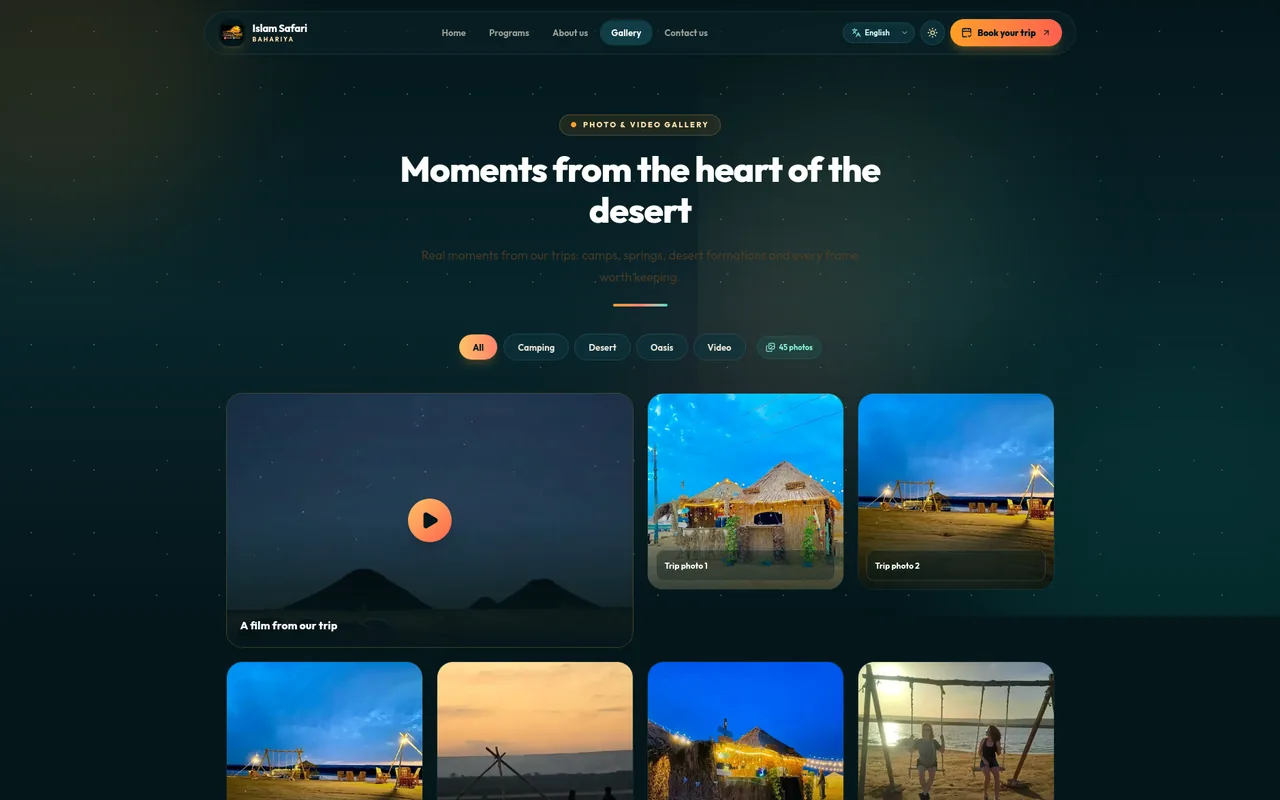 Islam Safari
BAHARIYA
Home
Programs
About us
Gallery
Contact us
English
Book your trip
PHOTO & VIDEO GALLERY
Moments from the heart of the
desert
Real moments from our trips: camps, springs, desert formations and every frame
worth keeping.
All
Camping
Desert
Oasis
Video
45 photos
A film from our trip
Trip photo 1
Trip photo 2